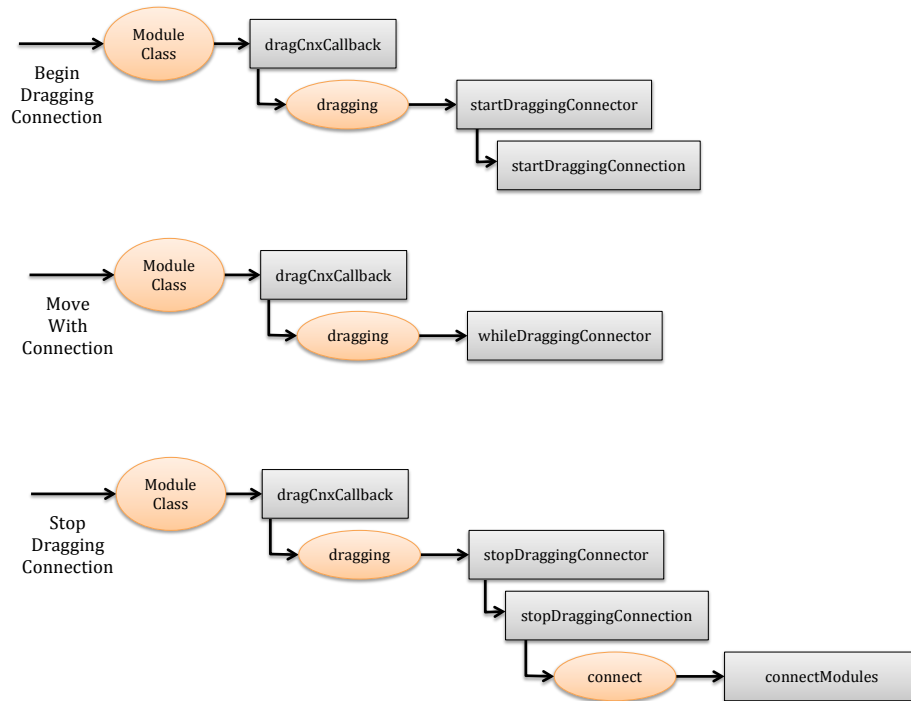 Module
Class
dragCnxCallback
Begin
Dragging
Connection
dragging
startDraggingConnector
startDraggingConnection
Module
Class
dragCnxCallback
Move
With
Connection
dragging
whileDraggingConnector
Module
Class
dragCnxCallback
Stop
Dragging
Connection
dragging
stopDraggingConnector
stopDraggingConnection
connect
connectModules